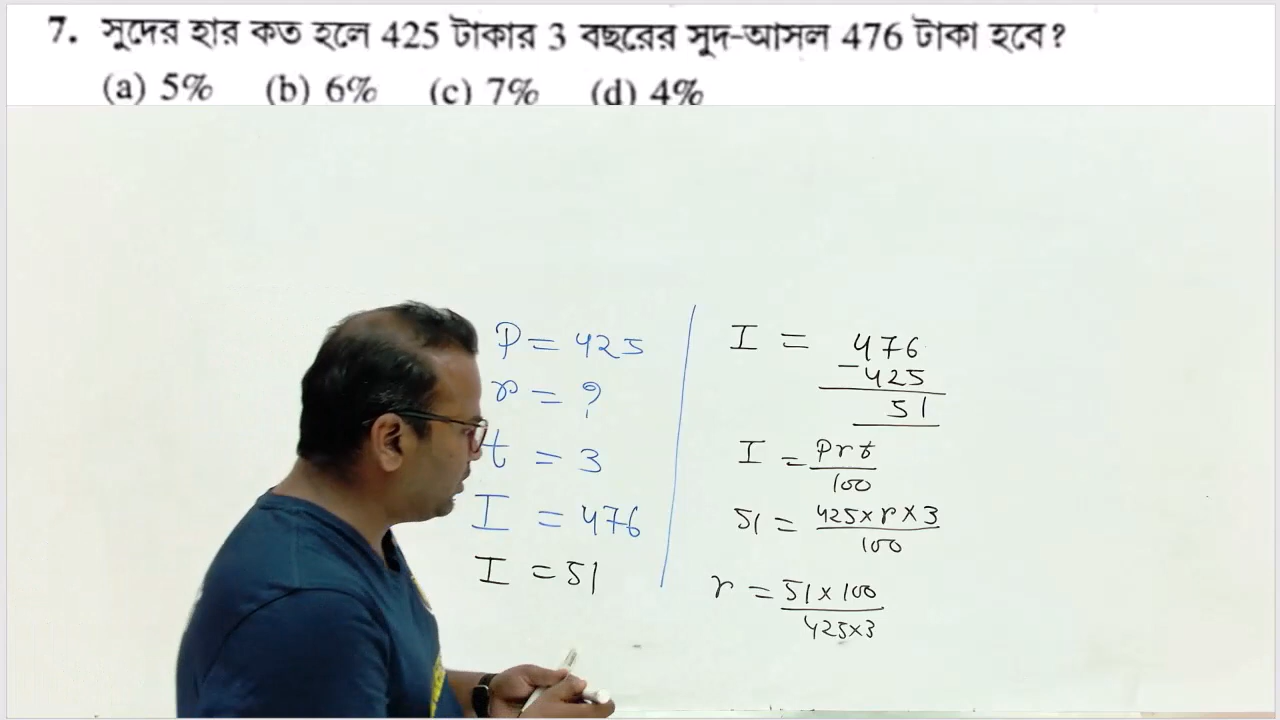 7. সুদের হার কত হলে 425 টাকার 3 বছরের সুদ-আসল 476 টাকা হবে?
(a) 5% (b) 6% (c) 7% (d) 4%
P = 425
r = ?
t = 3
I = 476
I = 51
I = 476
-425
51
I = Prt
100
51 = 425 × r × 3
100
r = 51 × 100
425×3